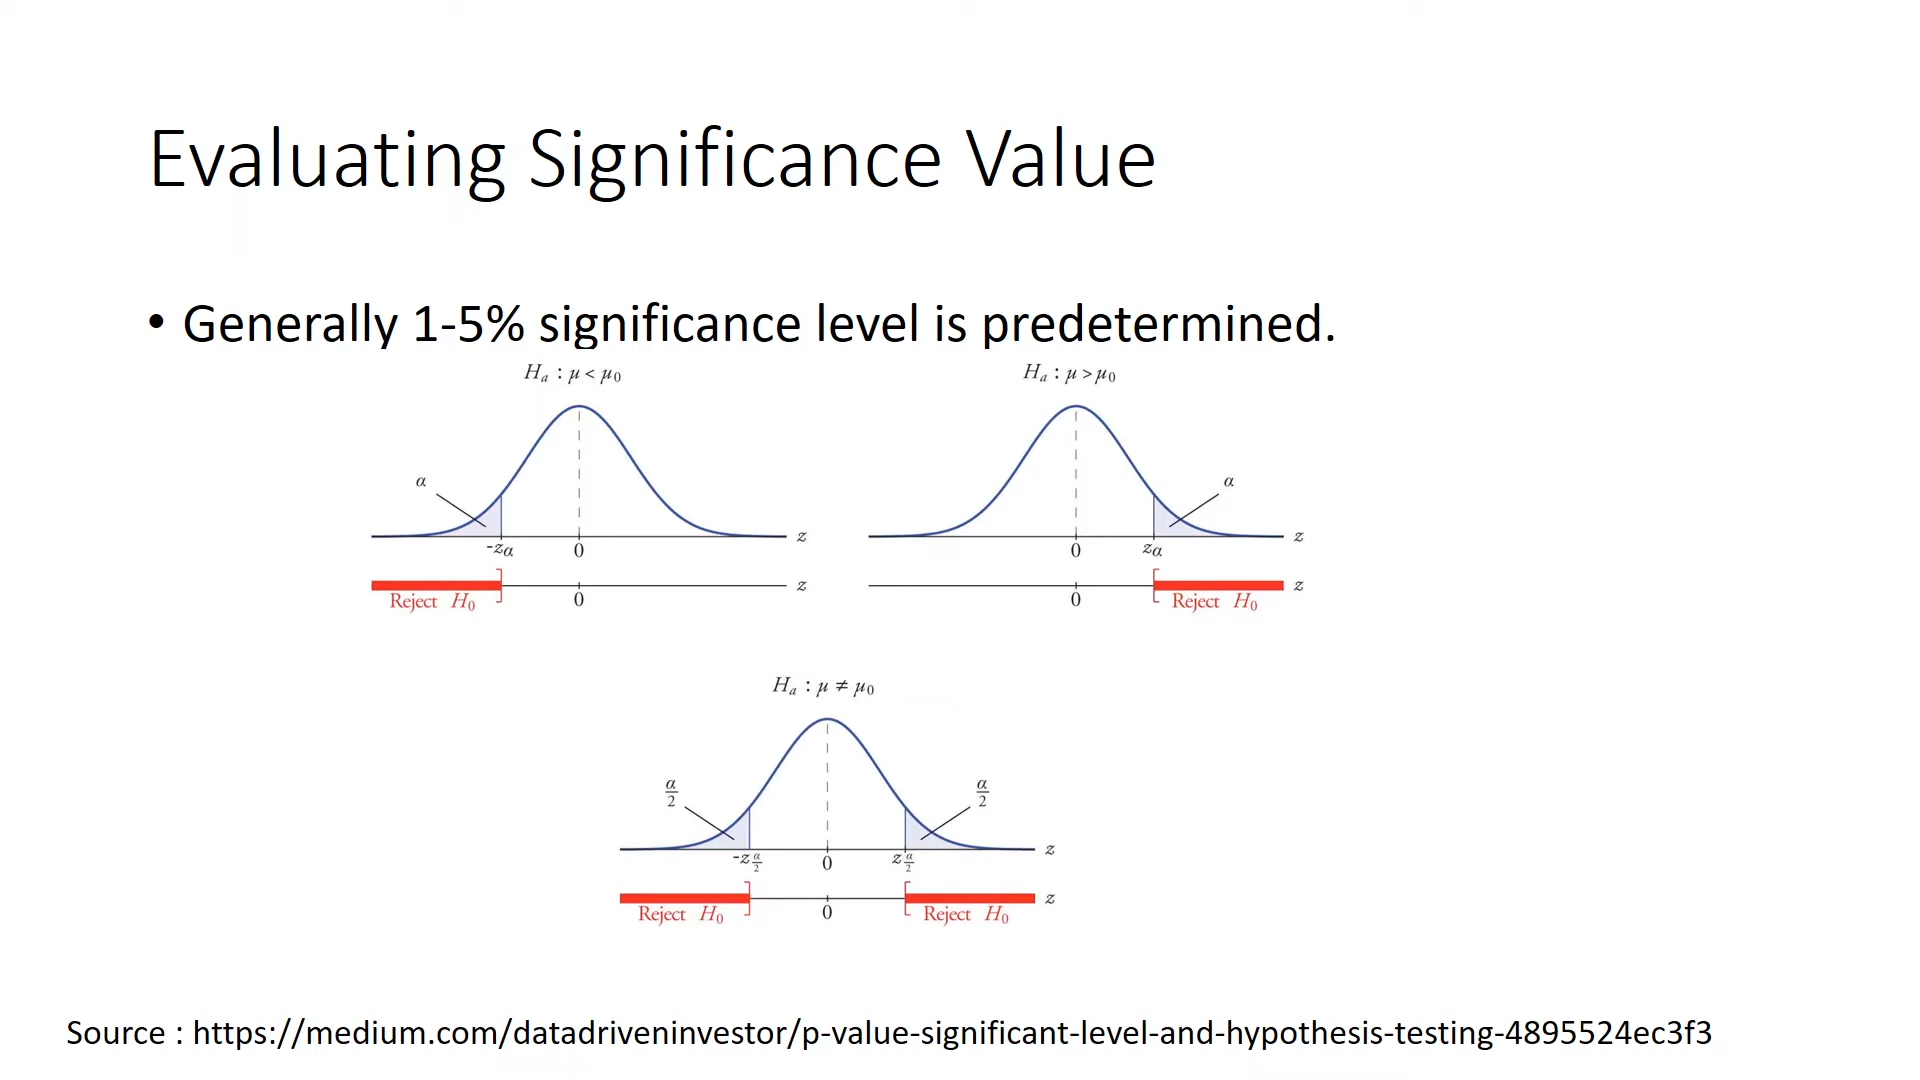 Evaluating Significance Value
• Generally 1-5% significance level is predetermined.
Hₐ : μ < μ₀
Hₐ : μ > μ₀
α
α
z
z
-zα
0
0
zα
z
z
Reject H₀
0
0
Reject H₀
Hₐ : μ ≠ μ₀
α/2
α/2
z
-z α/2
0
z α/2
z
Reject H₀
0
Reject H₀
Source : https://medium.com/datadriveninvestor/p-value-significant-level-and-hypothesis-testing-4895524ec3f3